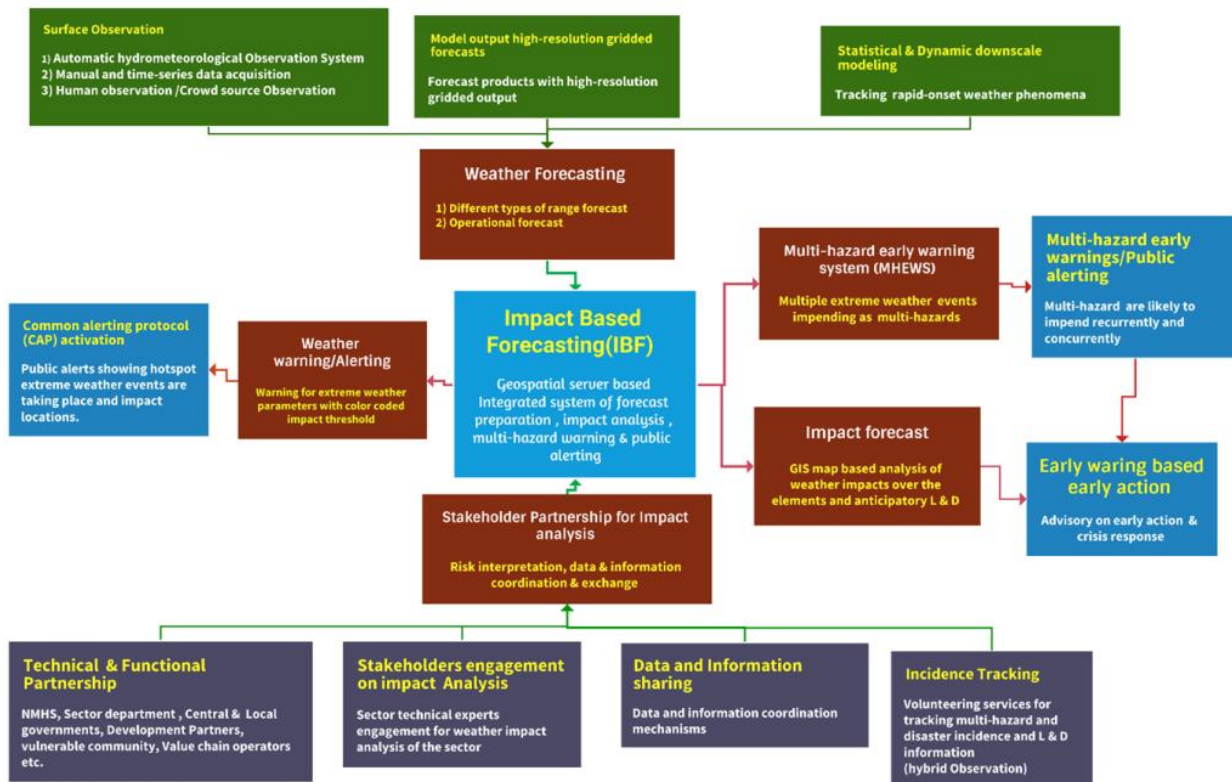 Surface Observation
1) Automatic hydrometeorological Observation System
2) Manual and time-series data acquisition
3) Human observation /Crowd source Observation
Model output high-resolution gridded
forecasts
Forecast products with high-resolution
gridded output
Statistical & Dynamic downscale
modeling
Tracking rapid-onset weather phenomena
Weather Forecasting
1) Different types of range forecast
2) Operational forecast
Common alerting protocol
(CAP) activation
Public alerts showing hotspot
extreme weather events are
taking place and impact
locations.
Weather
warning/Alerting
Warning for extreme weather
parameters with color coded
impact threshold
Impact Based
Forecasting(IBF)
Geospatial server based
Integrated system of forecast
preparation , impact analysis ,
multi-hazard warning & public
alerting
Multi-hazard early warning
system (MHEWS)
Multiple extreme weather events
impending as multi-hazards
Multi-hazard early
warnings/Public
alerting
Multi-hazard are likely to
impend recurrently and
concurrently
Impact forecast
GIS map based analysis of
weather impacts over the
elements and anticipatory L & D
Early waring based
early action
Advisory on early action &
crisis response
Stakeholder Partnership for Impact
analysis
Risk interpretation, data & information
coordination & exchange
Technical & Functional
Partnership
NMHS, Sector department , Central & Local
governments, Development Partners,
vulnerable community, Value chain operators
etc.
Stakeholders engagement
on impact Analysis
Sector technical experts
engagement for weather impact
analysis of the sector
Data and Information
sharing
Data and information coordination
mechanisms
Incidence Tracking
Volunteering services for
tracking multi-hazard and
disaster incidence and L & D
information
(hybrid Observation)